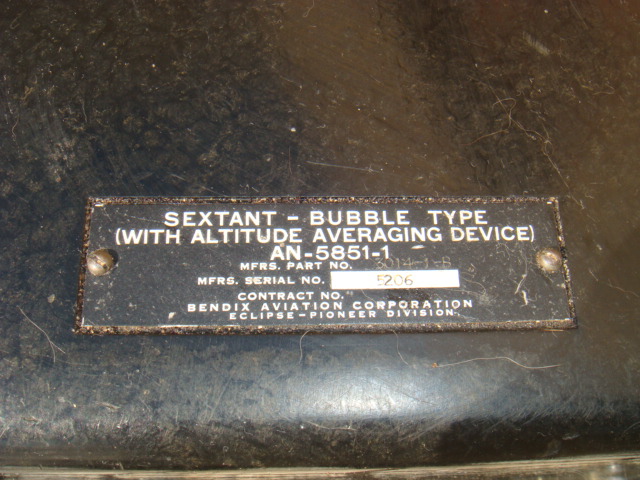 SEXTANT - BUBBLE TYPE
(WITH ALTITUDE AVERAGING DEVICE)
AN-5851-1
MFRS. PART NO.
MFRS. SERIAL NO. 5206
CONTRACT NO.
BENDIX AVIATION CORPORATION
ECLIPSE-PIONEER DIVISION